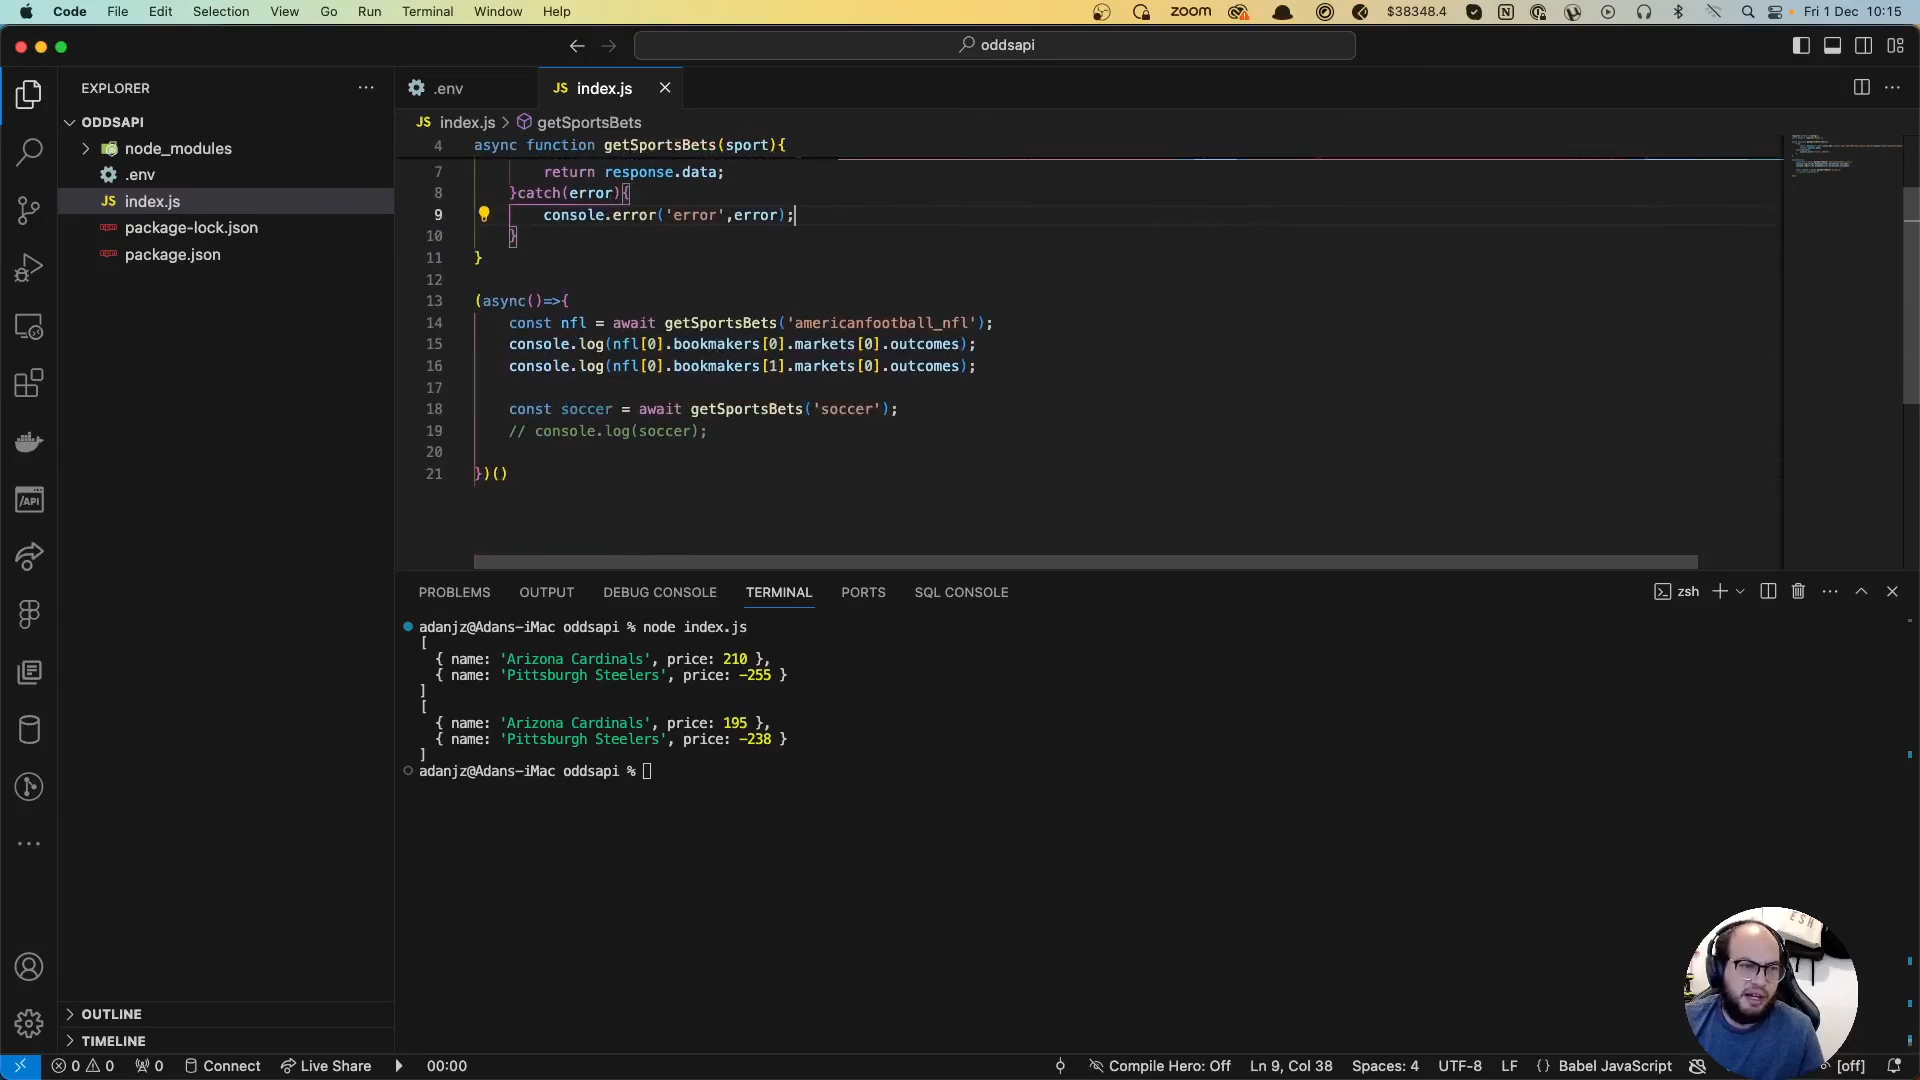 Code File Edit Selection View Go Run Terminal Window Help zoom $38348.4 Fri 1 Dec 10:15
oddsapi
EXPLORER
.env
JS index.js
ODDSAPI
JS index.js > getSportsBets
node_modules
4 async function getSportsBets(sport){
.env
7 return response.data;
JS index.js
8 }catch(error){
package-lock.json
9 console.error('error',error);
package.json
10 }
11 }
12
13 (async()=>{
14 const nfl = await getSportsBets('americanfootball_nfl');
15 console.log(nfl[0].bookmakers[0].markets[0].outcomes);
16 console.log(nfl[0].bookmakers[1].markets[0].outcomes);
17
18 const soccer = await getSportsBets('soccer');
19 // console.log(soccer);
20
21 })()
/API
PROBLEMS OUTPUT DEBUG CONSOLE TERMINAL PORTS SQL CONSOLE zsh
adanjz@Adans-iMac oddsapi % node index.js
[
{ name: 'Arizona Cardinals', price: 210 },
{ name: 'Pittsburgh Steelers', price: -255 }
]
[
{ name: 'Arizona Cardinals', price: 195 },
{ name: 'Pittsburgh Steelers', price: -238 }
]
adanjz@Adans-iMac oddsapi %
ESH
OUTLINE
TIMELINE
0 0 0 Connect Live Share 00:00 Compile Hero: Off Ln 9, Col 38 Spaces: 4 UTF-8 LF {} Babel JavaScript [off]